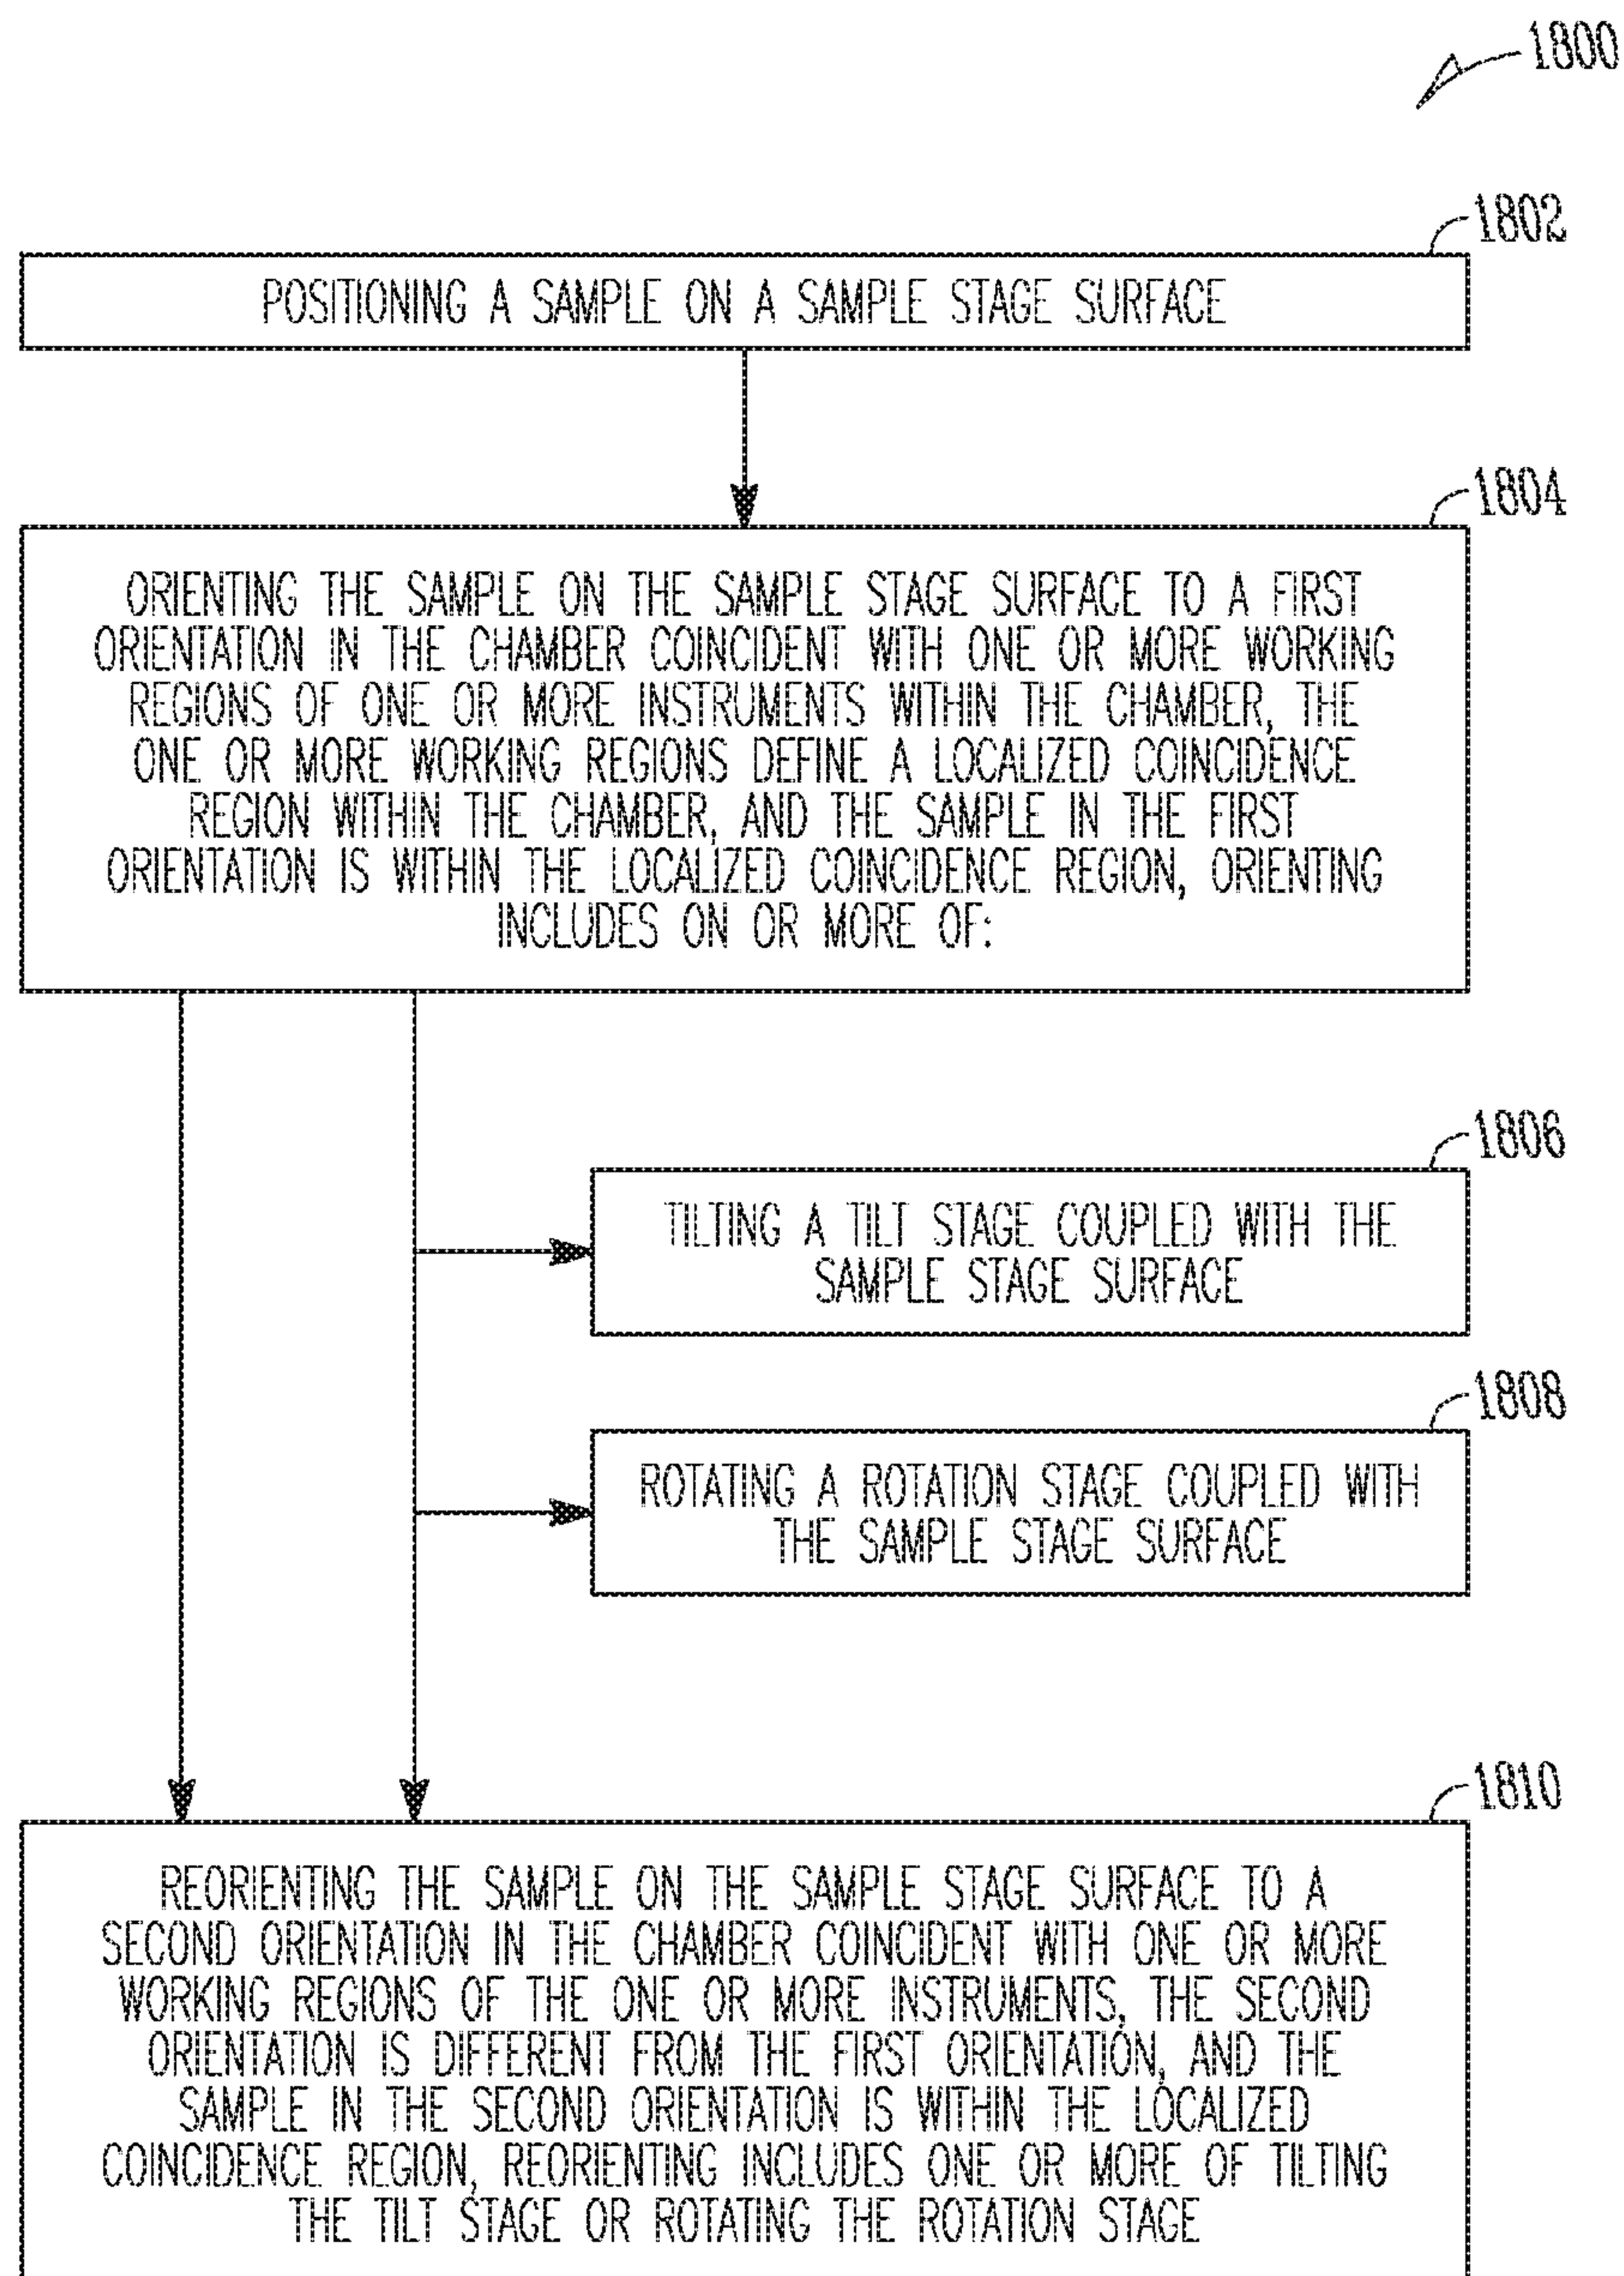 1800
1802
POSITIONING A SAMPLE ON A SAMPLE STAGE SURFACE
1804
ORIENTING THE SAMPLE ON THE SAMPLE STAGE SURFACE TO A FIRST
ORIENTATION IN THE CHAMBER COINCIDENT WITH ONE OR MORE WORKING
REGIONS OF ONE OR MORE INSTRUMENTS WITHIN THE CHAMBER, THE
ONE OR MORE WORKING REGIONS DEFINE A LOCALIZED COINCIDENCE
REGION WITHIN THE CHAMBER, AND THE SAMPLE IN THE FIRST
ORIENTATION IS WITHIN THE LOCALIZED COINCIDENCE REGION, ORIENTING
INCLUDES ON OR MORE OF:
1806
TILTING A TILT STAGE COUPLED WITH THE
SAMPLE STAGE SURFACE
1808
ROTATING A ROTATION STAGE COUPLED WITH
THE SAMPLE STAGE SURFACE
1810
REORIENTING THE SAMPLE ON THE SAMPLE STAGE SURFACE TO A
SECOND ORIENTATION IN THE CHAMBER COINCIDENT WITH ONE OR MORE
WORKING REGIONS OF THE ONE OR MORE INSTRUMENTS, THE SECOND
ORIENTATION IS DIFFERENT FROM THE FIRST ORIENTATION, AND THE
SAMPLE IN THE SECOND ORIENTATION IS WITHIN THE LOCALIZED
COINCIDENCE REGION, REORIENTING INCLUDES ONE OR MORE OF TILTING
THE TILT STAGE OR ROTATING THE ROTATION STAGE